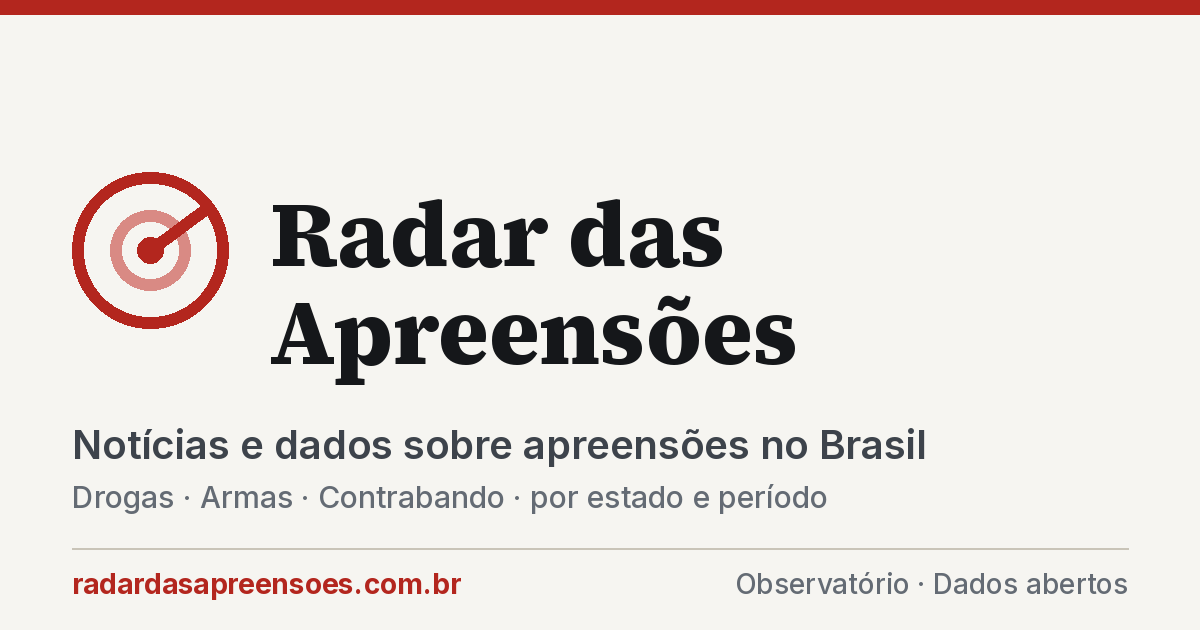 Radar das
Apreensões
Notícias e dados sobre apreensões no Brasil
Drogas · Armas · Contrabando · por estado e período
radardasapreensoes.com.br
Observatório · Dados abertos